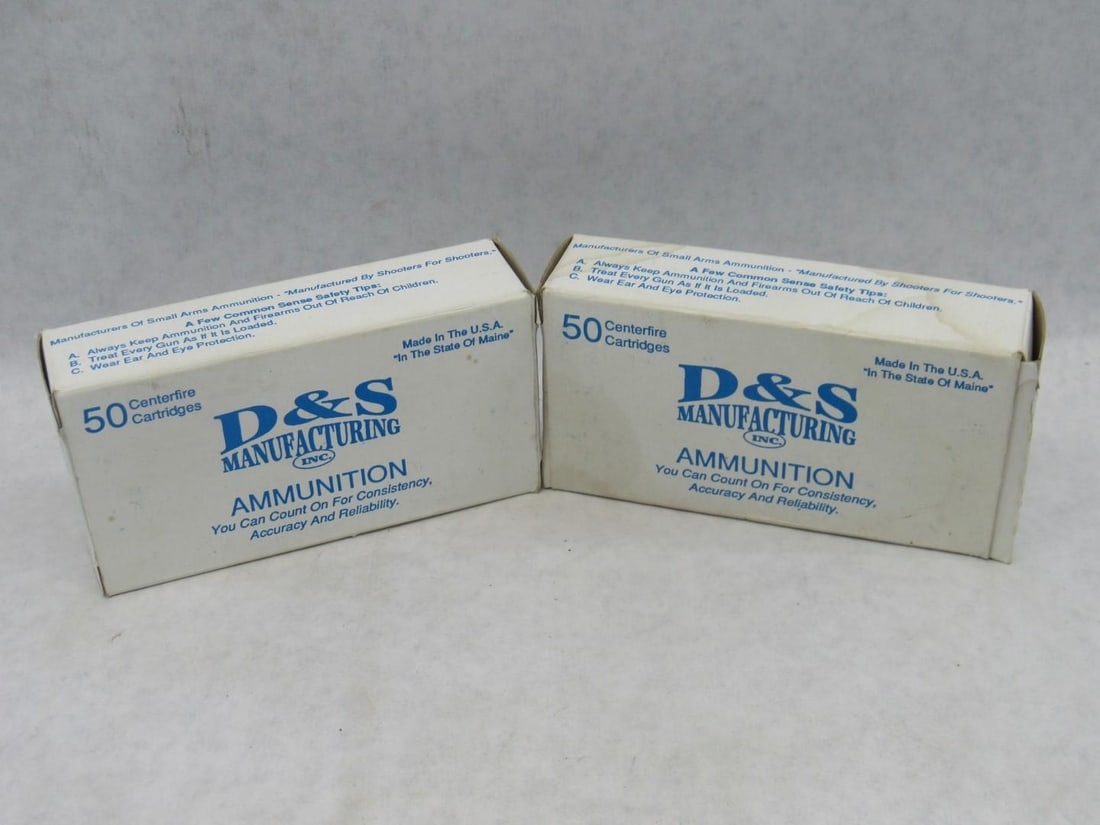 Manufacturers Of Small Arms Ammunition - "Manufactured By Shooters For Shooters."
A Few Common Sense Safety Tips:
A. Always Keep Ammunition And Firearms Out Of Reach Of Children.
B. Treat Every Gun As If It Is Loaded.
C. Wear Ear And Eye Protection.
50 Centerfire
Cartridges
Made In The U.S.A.
"In The State Of Maine"
D&S
MANUFACTURING
INC.
AMMUNITION
You Can Count On For Consistency,
Accuracy And Reliability.
Manufacturers Of Small Arms Ammunition - "Manufactured By Shooters For Shooters."
A Few Common Sense Safety Tips:
A. Always Keep Ammunition And Firearms Out Of Reach Of Children.
B. Treat Every Gun As If It Is Loaded.
C. Wear Ear And Eye Protection.
50 Centerfire
Cartridges
Made In The U.S.A.
"In The State Of Maine"
D&S
MANUFACTURING
INC.
AMMUNITION
You Can Count On For Consistency,
Accuracy And Reliability.